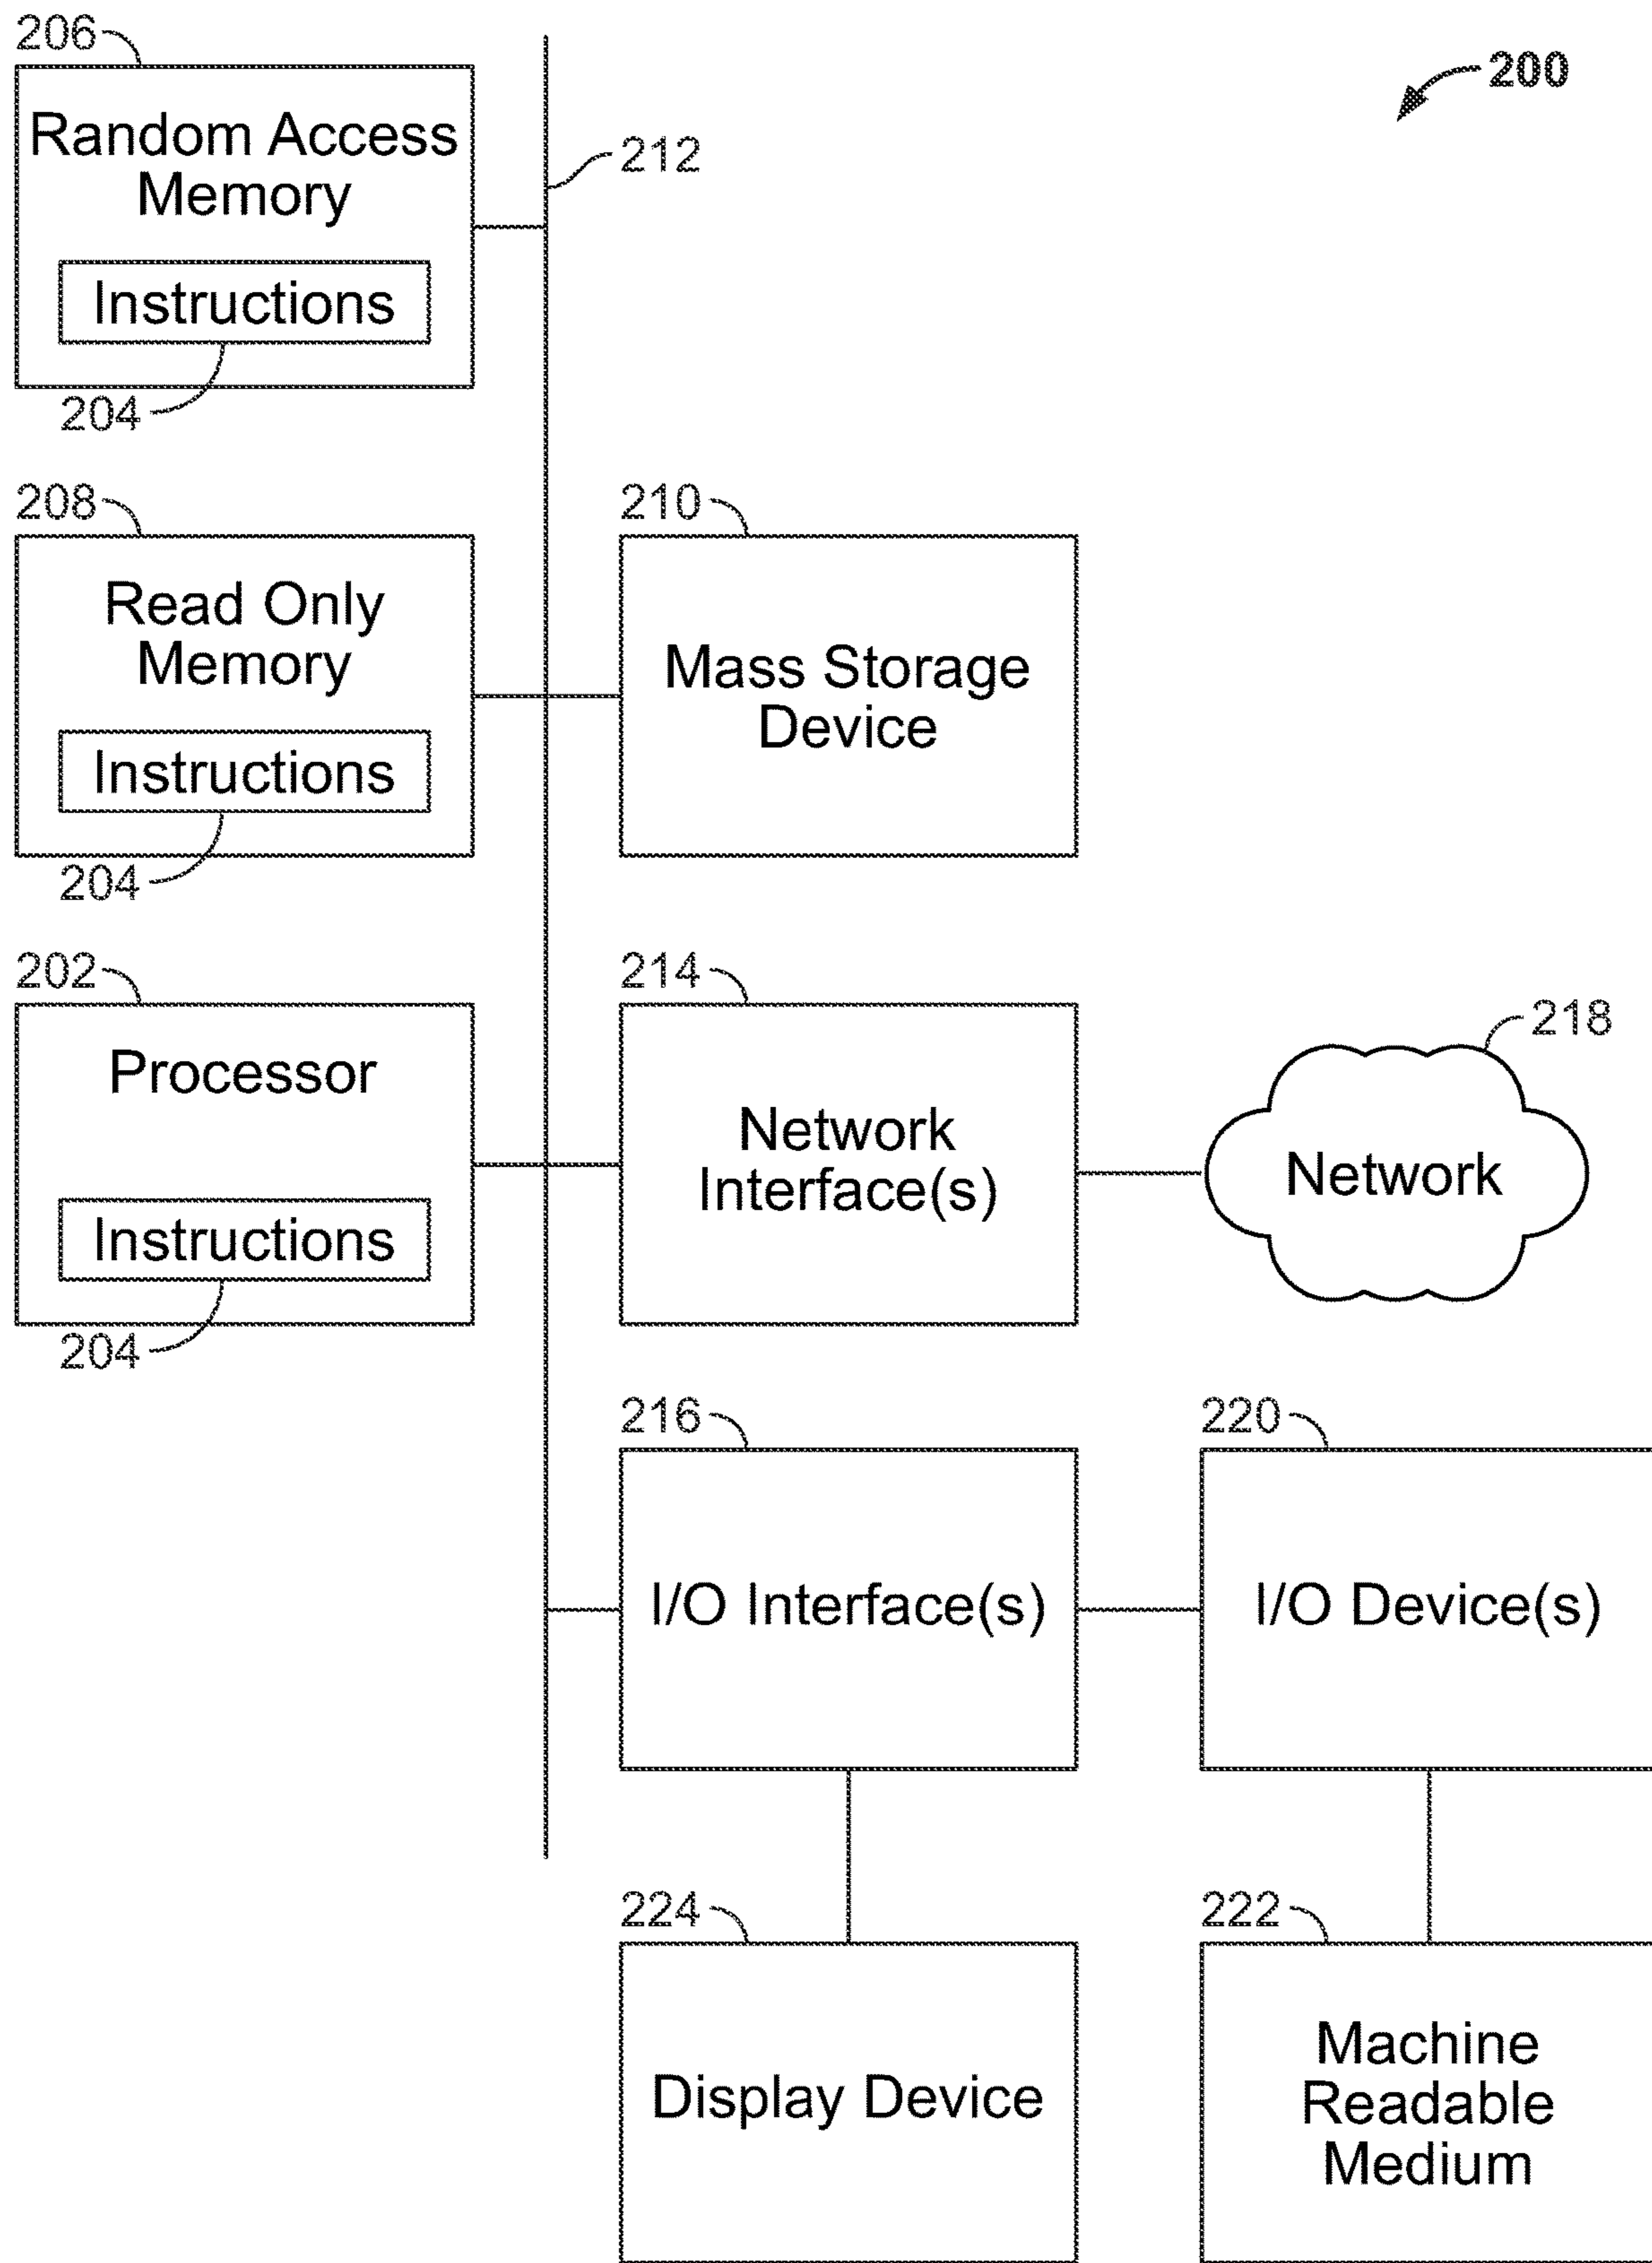 206
200
Random Access
Memory
212
Instructions
204
208
210
Read Only
Memory
Mass Storage
Device
Instructions
204
202
214
218
Processor
Network
Interface(s)
Network
Instructions
204
216
220
I/O Interface(s)
I/O Device(s)
224
222
Display Device
Machine
Readable
Medium